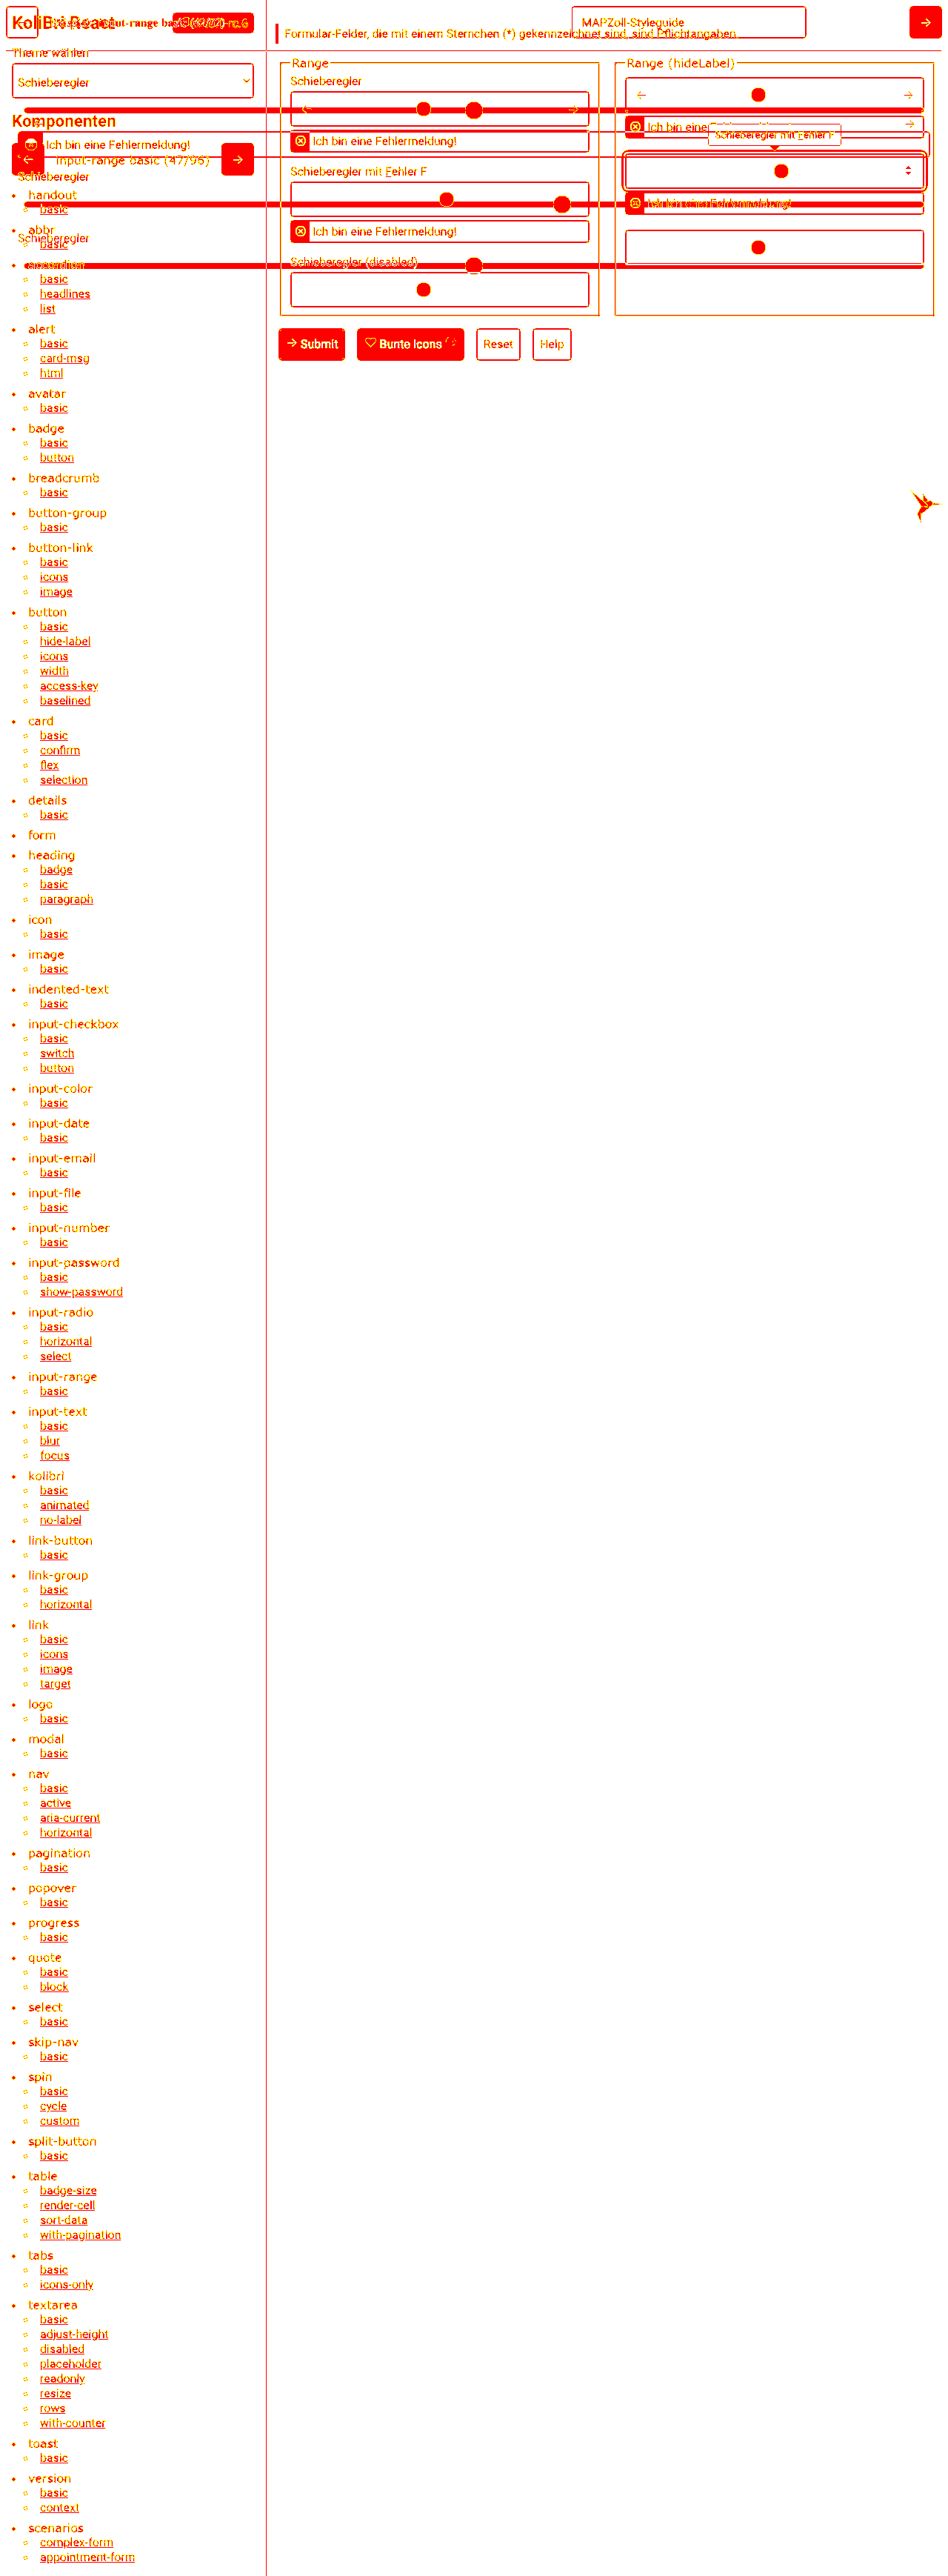 KoliBri React
Theme wählen
Schieberegler
Komponenten
Ich bin eine Fehlermeldung!
input-range basic (47/96)
Schieberegler
handout
basic
abbr
basic
Schieberegler
accordion
basic
headlines
list
alert
basic
card-msg
html
avatar
basic
badge
basic
button
breadcrumb
basic
button-group
basic
button-link
basic
icons
image
button
basic
hide-label
icons
width
access-key
baselined
card
basic
confirm
flex
selection
details
basic
form
heading
badge
basic
paragraph
icon
basic
image
basic
indented-text
basic
input-checkbox
basic
switch
button
input-color
basic
input-date
basic
input-email
basic
input-file
basic
input-number
basic
input-password
basic
show-password
input-radio
basic
horizontal
select
input-range
basic
input-text
basic
blur
focus
kolibri
basic
animated
no-label
link-button
basic
link-group
basic
horizontal
link
basic
icons
image
target
logo
basic
modal
basic
nav
basic
active
aria-current
horizontal
pagination
basic
popover
basic
progress
basic
quote
basic
block
select
basic
skip-nav
basic
spin
basic
cycle
custom
split-button
basic
table
badge-size
render-cell
sort-data
with-pagination
tabs
basic
icons-only
textarea
basic
adjust-height
disabled
placeholder
readonly
resize
rows
with-counter
toast
basic
version
basic
context
scenarios
complex-form
appointment-form
MAPZoll-Styleguide
Formular-Felder, die mit einem Sternchen (*) gekennzeichnet sind, sind Pflichtangaben
Range
Schieberegler
Ich bin eine Fehlermeldung!
Schieberegler mit Fehler F
Ich bin eine Fehlermeldung!
Schieberegler (disabled)
Range (hideLabel)
Ich bin eine
Schieberegler mit Fehler F
Ich bin eine Fehlermeldung!
Submit
Bunte Icons
Reset
Help